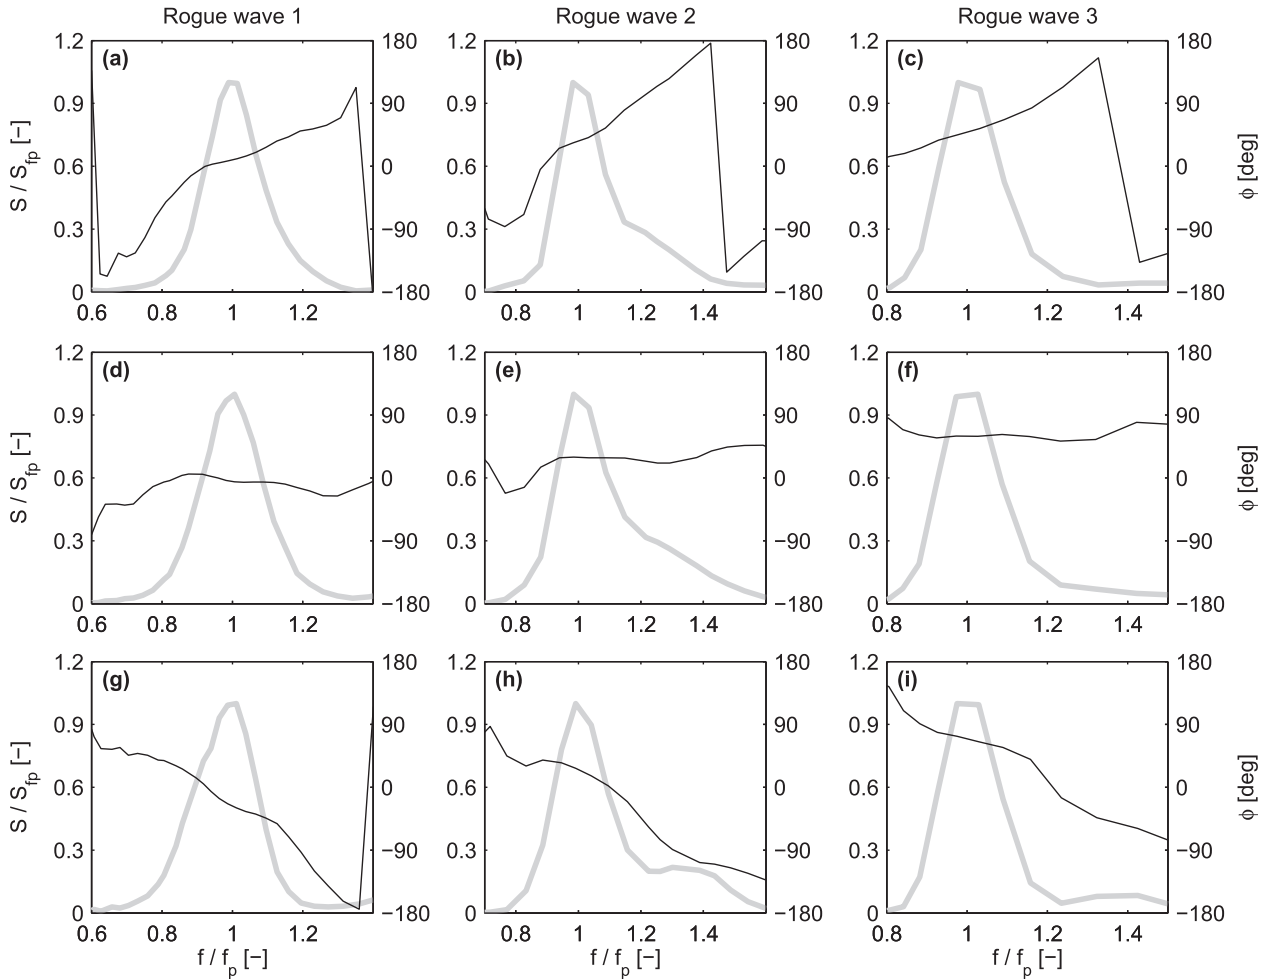 Rogue wave 1 Rogue wave 2 Rogue wave 3
(a) (b) (c)
1.2 180 1.2 180 1.2 180
0.9 90 0.9 90 0.9 90
0.6 0 0.6 0 0.6 0
0.3 −90 0.3 −90 0.3 −90
0 −180 0 −180 0 −180
S / S_fp [−] ϕ [deg]
0.6 0.8 1 1.2 0.8 1 1.2 1.4 0.8 1 1.2 1.4
(d) (e) (f)
1.2 180 1.2 180 1.2 180
0.9 90 0.9 90 0.9 90
0.6 0 0.6 0 0.6 0
0.3 −90 0.3 −90 0.3 −90
0 −180 0 −180 0 −180
S / S_fp [−] ϕ [deg]
0.6 0.8 1 1.2 0.8 1 1.2 1.4 0.8 1 1.2 1.4
(g) (h) (i)
1.2 180 1.2 180 1.2 180
0.9 90 0.9 90 0.9 90
0.6 0 0.6 0 0.6 0
0.3 −90 0.3 −90 0.3 −90
0 −180 0 −180 0 −180
S / S_fp [−] ϕ [deg]
0.6 0.8 1 1.2 0.8 1 1.2 1.4 0.8 1 1.2 1.4
f / f_p [−] f / f_p [−] f / f_p [−]